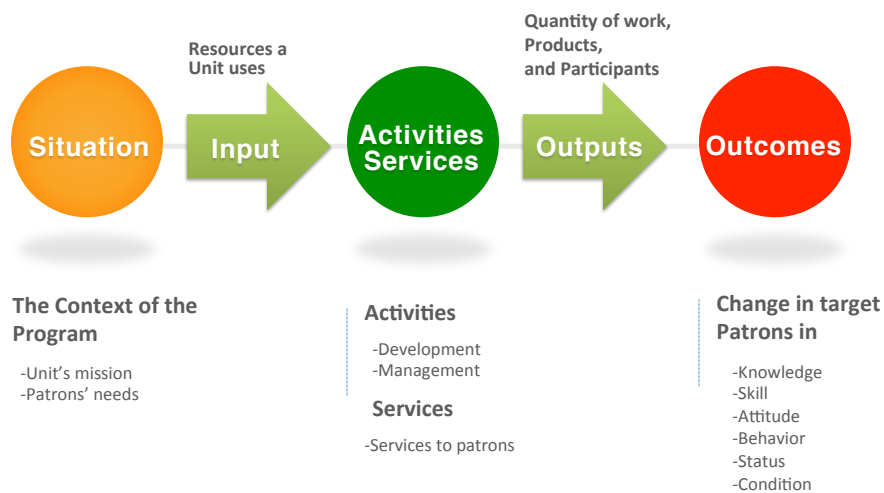 Resources a
Unit uses
Quantity of work,
Products,
and Participants
Situation
Input
Activities
Services
Outputs
Outcomes
The Context of the
Program
-Unit's mission
-Patrons' needs
Activities
-Development
-Management
Services
-Services to patrons
Change in target
Patrons in
-Knowledge
-Skill
-Attitude
-Behavior
-Status
-Condition